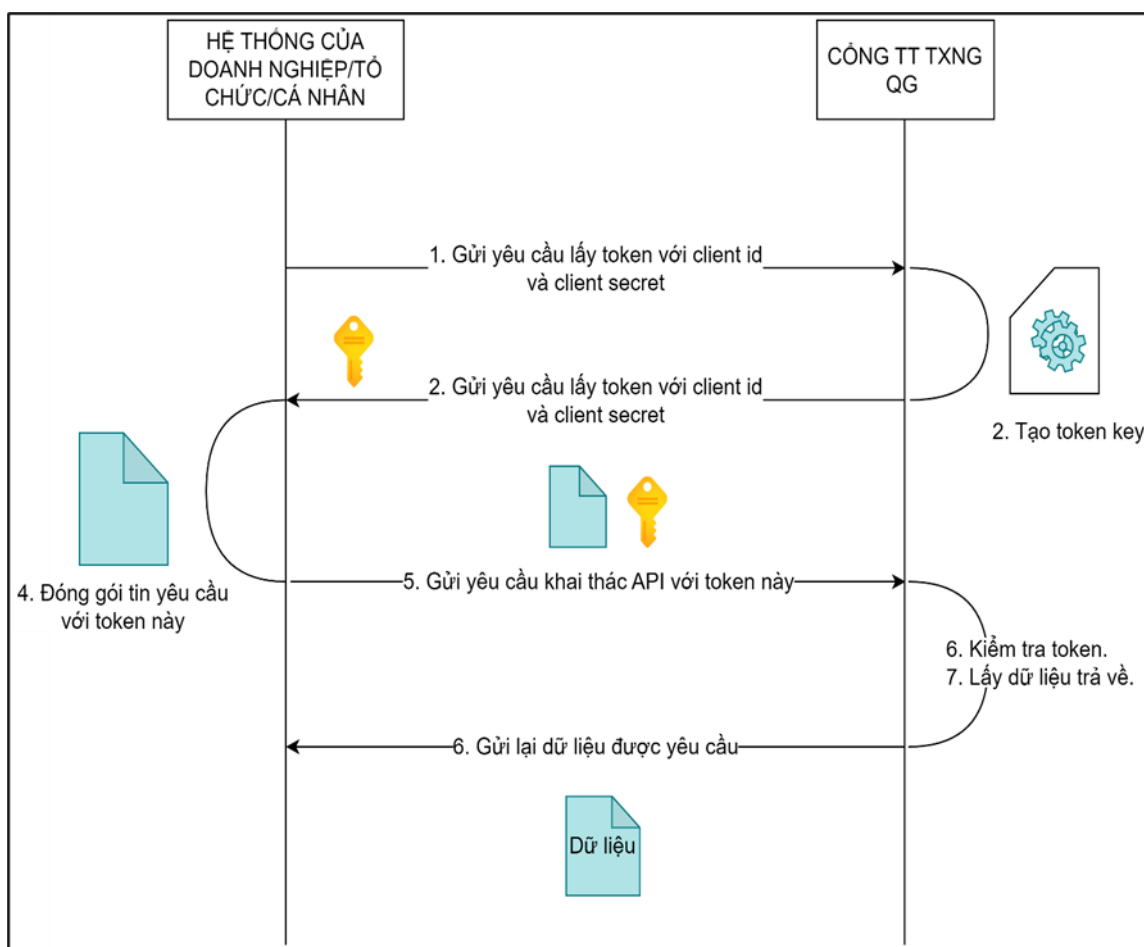 HỆ THỐNG CỦA
DOANH NGHIỆP/TỔ
CHỨC/CÁ NHÂN
CỔNG TT TXNG
QG
1. Gửi yêu cầu lấy token với client id
và client secret
2. Gửi yêu cầu lấy token với client id
và client secret
2. Tạo token key
4. Đóng gói tin yêu cầu
với token này
5. Gửi yêu cầu khai thác API với token này
6. Kiểm tra token.
7. Lấy dữ liệu trả về.
6. Gửi lại dữ liệu được yêu cầu
Dữ liệu